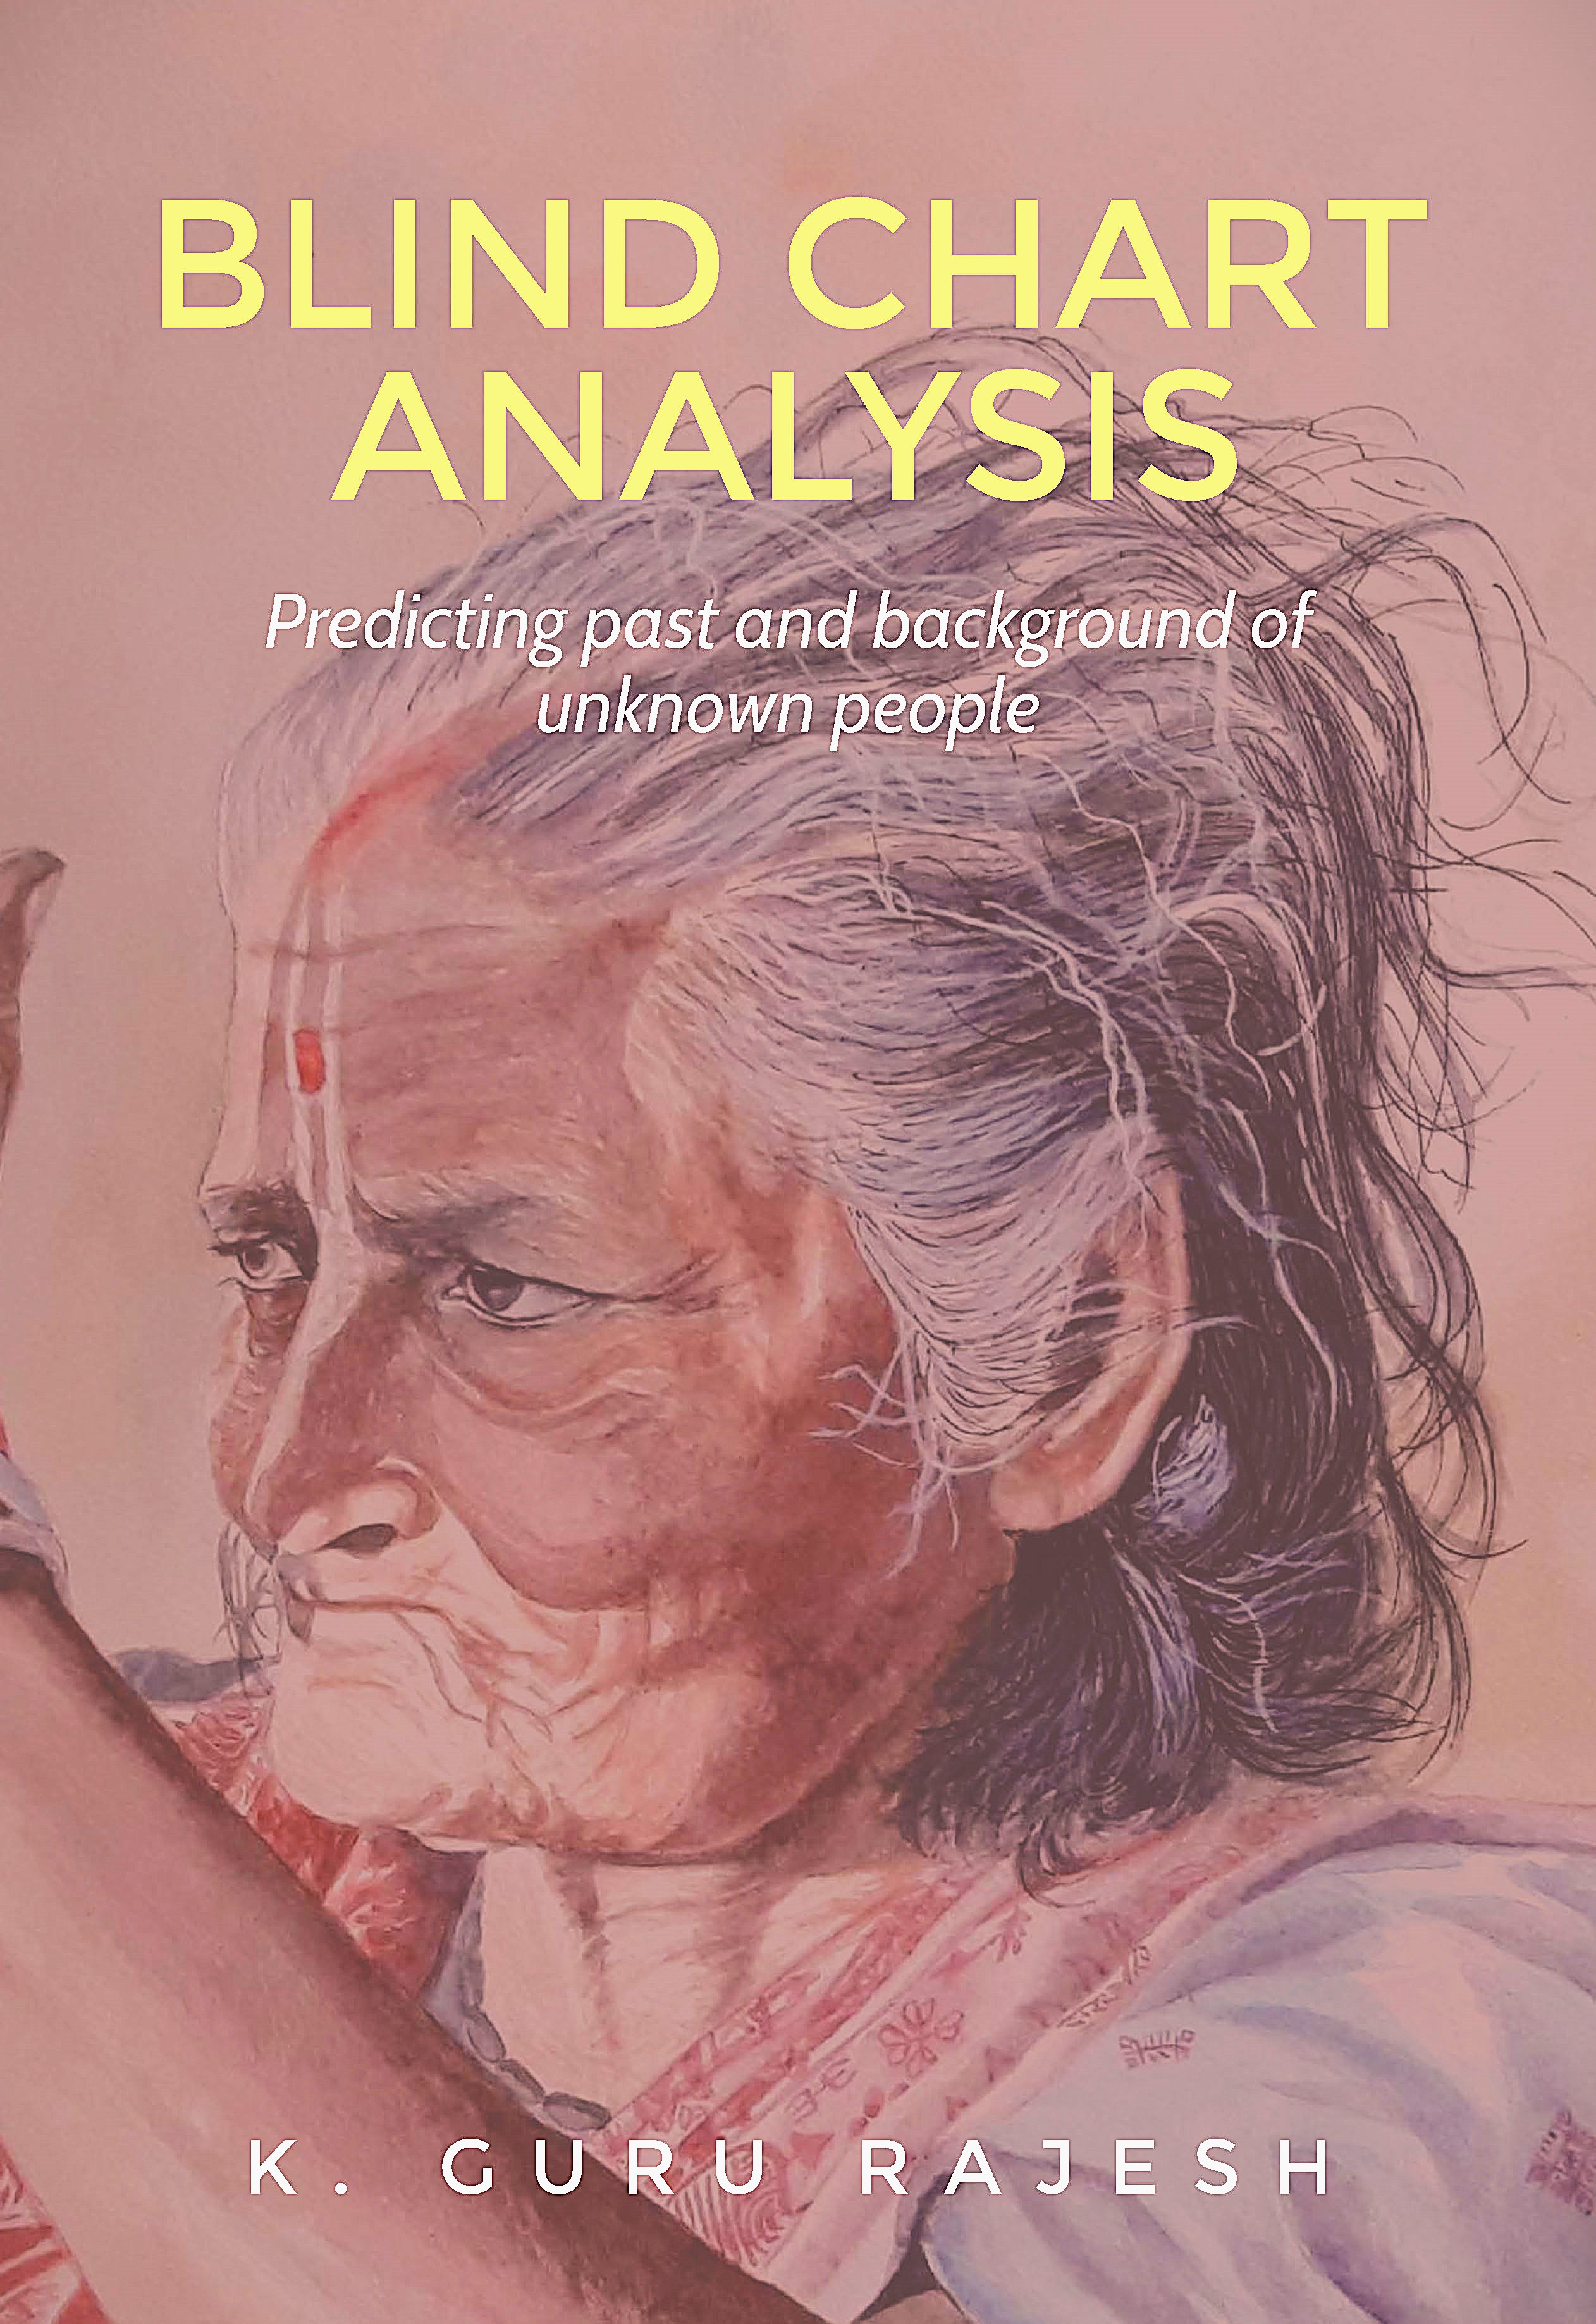 BLIND CHART
ANALYSIS
Predicting past and background of
unknown people
K. GURU RAJESH